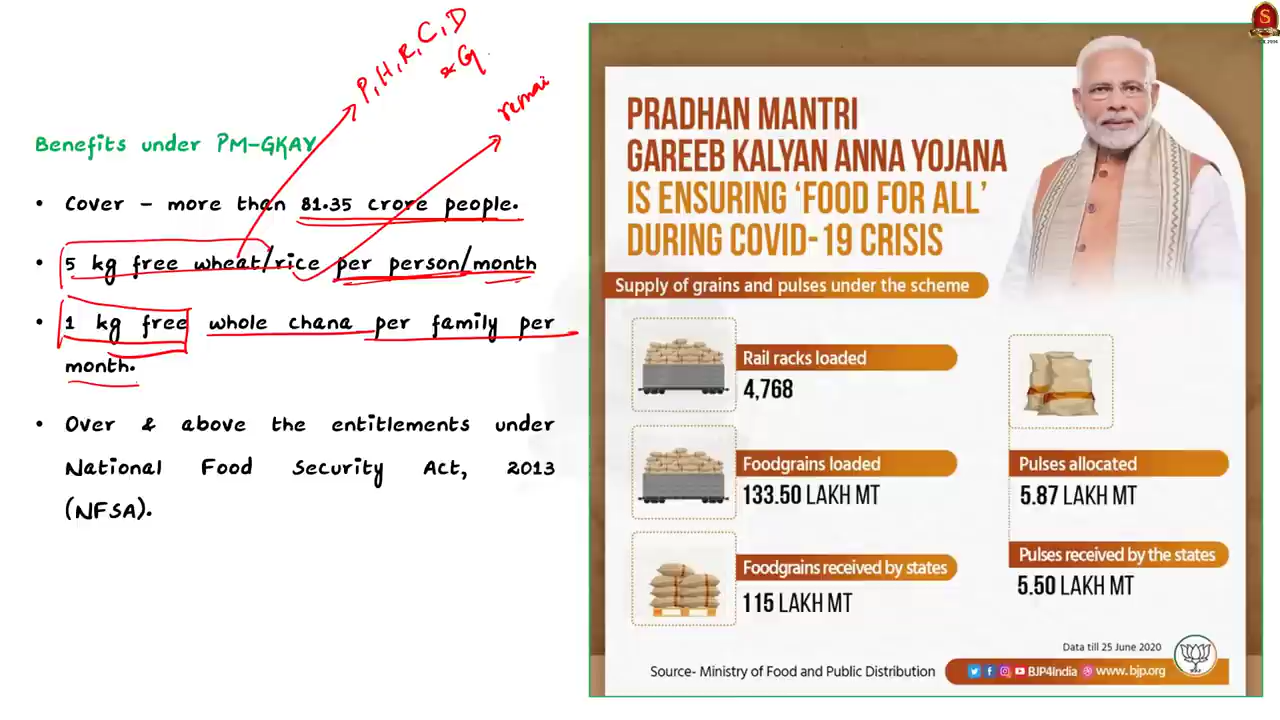 P, H, R, C, D
& G
remai
Benefits under PM-GKAY
• Cover – more than 81.35 crore people.
• 5 kg free wheat/rice per person/month
• 1 kg free whole chana per family per
month.
• Over & above the entitlements under
National Food Security Act, 2013
(NFSA).
PRADHAN MANTRI
GAREEB KALYAN ANNA YOJANA
IS ENSURING ‘FOOD FOR ALL’
DURING COVID-19 CRISIS
Supply of grains and pulses under the scheme
Rail racks loaded
4,768
Foodgrains loaded
133.50 LAKH MT
Foodgrains received by states
115 LAKH MT
Pulses allocated
5.87 LAKH MT
Pulses received by the states
5.50 LAKH MT
Data till 25 June 2020
Source- Ministry of Food and Public Distribution
BJP4India www.bjp.org